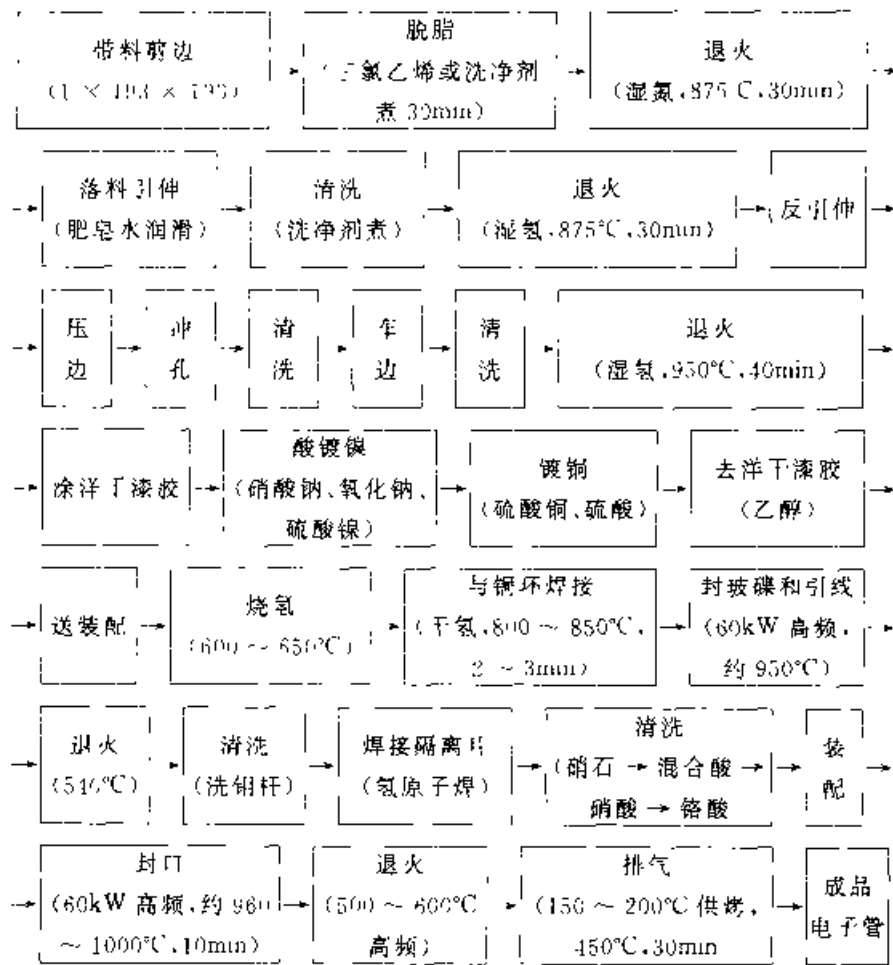 带料剪边
脱脂
三氯乙烯或洗净剂
煮 30min)
退火
(湿氮,875 C,30min)
落料引伸
(肥皂水润滑)
清洗
(洗净剂煮)
退火
(湿氢,875℃,30min)
反引伸
压
边
冲
孔
清
洗
边
清
洗
退火
(湿氢,950℃,40min)
涂洋干漆胶
酸镀镍
(硝酸钠、氧化钠、
硫酸镍)
镀铜
(硫酸铜、硫酸)
去洋干漆胶
(乙醇)
送装配
烧氢
(600 ~ 650℃)
与铜环焊接
(干氢,800 ~ 850℃,
2 ~ 3min)
封玻碟和引线
(60kW 高频,
约 950℃)
退火
(540℃)
清洗
(洗铜杆)
焊接隔离片
(氢原子焊)
清洗
(硝石 → 混合酸 →
硝酸 → 铬酸
装
配
封口
(60kW 高频,约 960
~ 1000℃,10min)
退火
(500 ~ 600℃
高频)
排气
(150 ~ 200℃ 供烤,
450℃,30min
成品
电子管